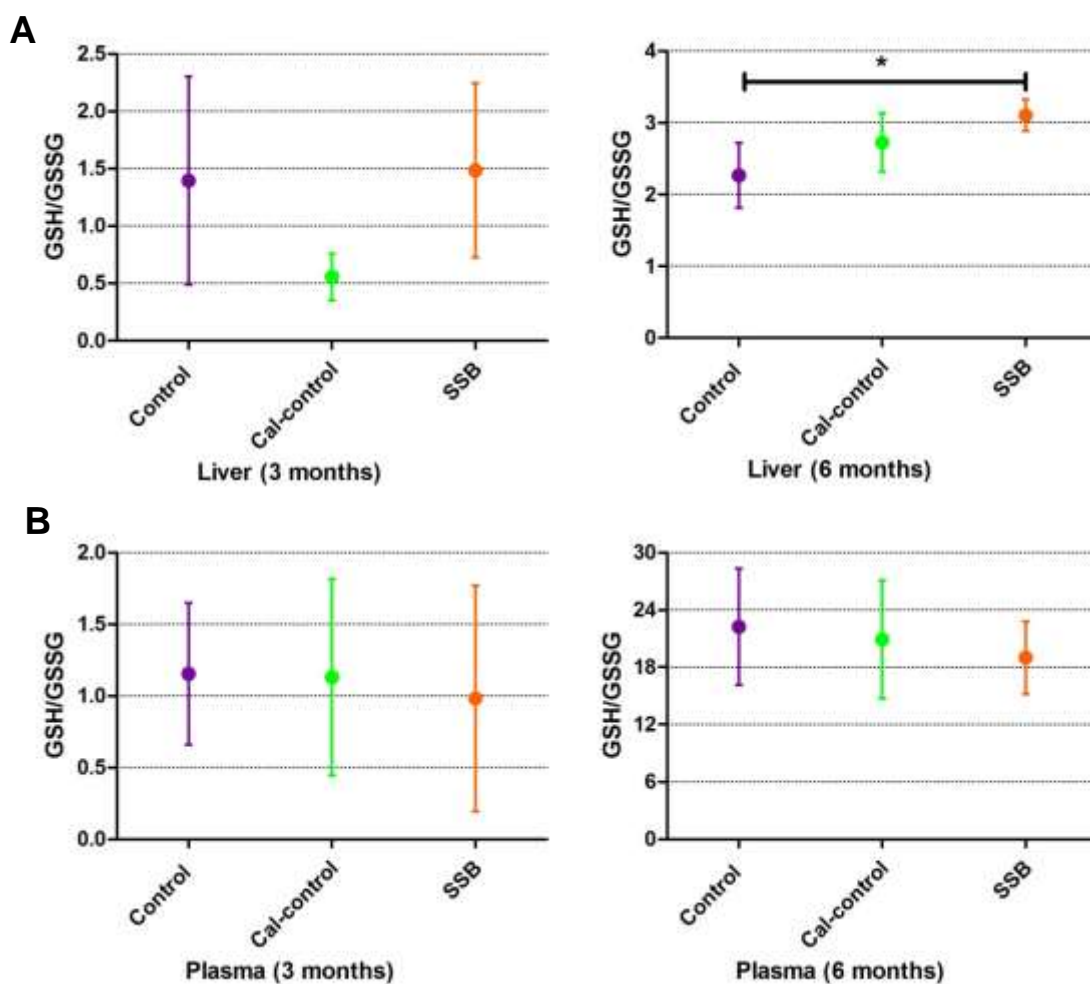 A
2.5
2.0
1.5
1.0
0.5
0.0
GSH/GSSG
Control
Cal-control
SSB
Liver (3 months)
4
3
2
1
0
GSH/GSSG
*
Control
Cal-control
SSB
Liver (6 months)
B
2.0
1.5
1.0
0.5
0.0
GSH/GSSG
Control
Cal-control
SSB
Plasma (3 months)
30
24
18
12
6
0
GSH/GSSG
Control
Cal-control
SSB
Plasma (6 months)